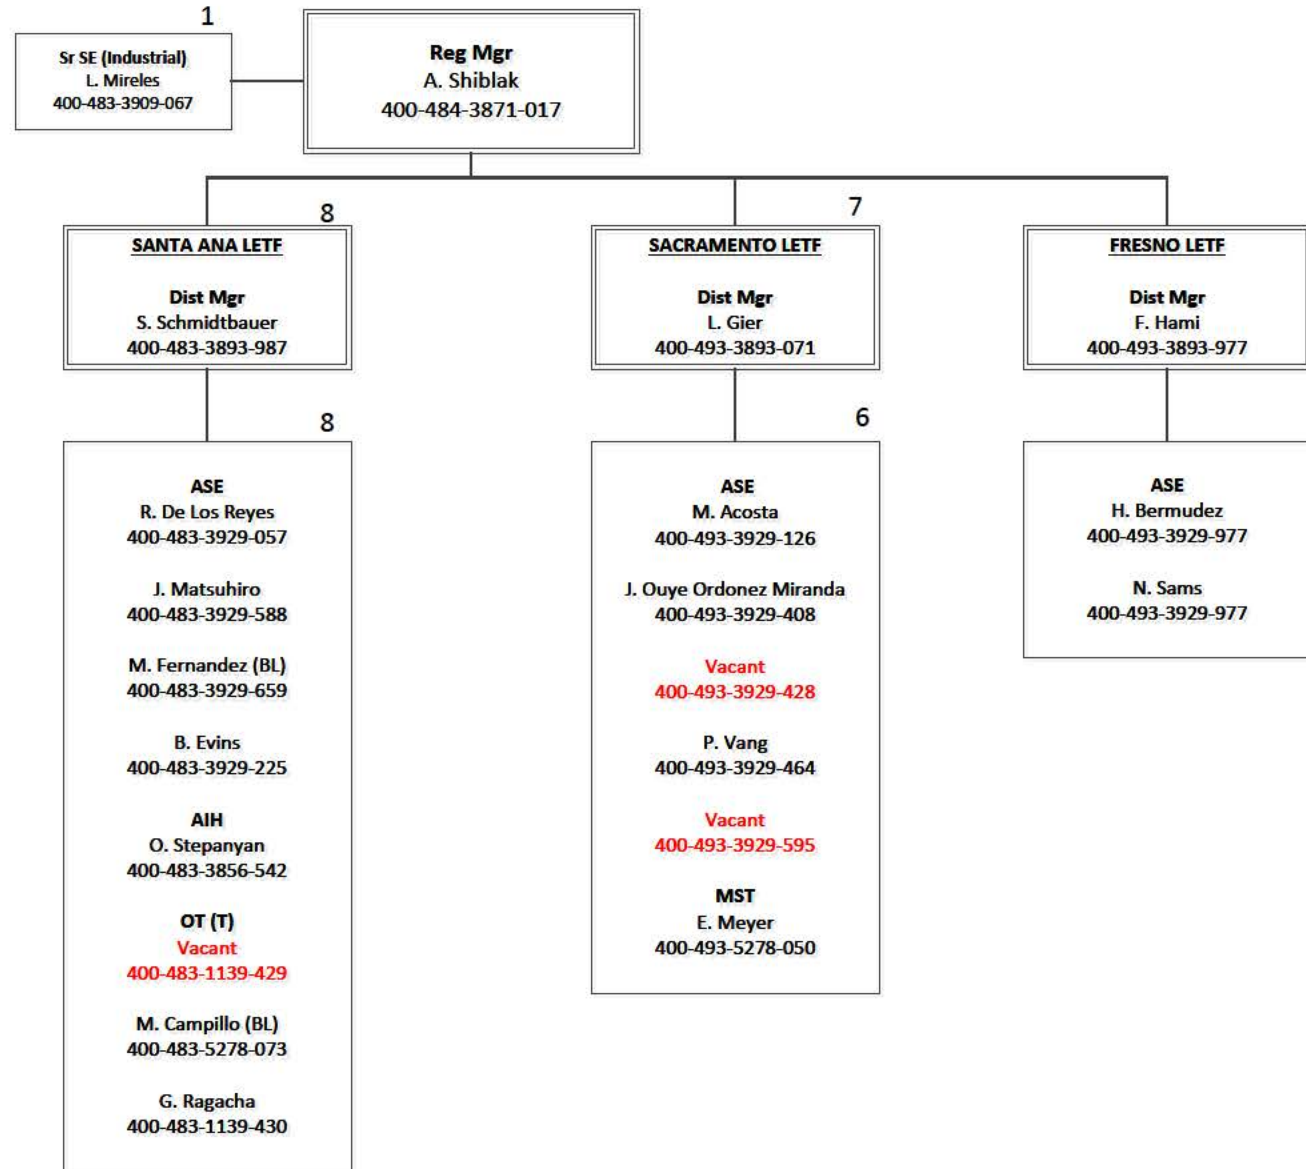 1
Sr SE (Industrial)
L. Mireles
400-483-3909-067
Reg Mgr
A. Shiblak
400-484-3871-017
8
SANTA ANA LETF
Dist Mgr
S. Schmidtbauer
400-483-3893-987
7
SACRAMENTO LETF
Dist Mgr
L. Gier
400-493-3893-071
FRESNO LETF
Dist Mgr
F. Hami
400-493-3893-977
8
ASE
R. De Los Reyes
400-483-3929-057
J. Matsuhiro
400-483-3929-588
M. Fernandez (BL)
400-483-3929-659
B. Evins
400-483-3929-225
AIH
O. Stepanyan
400-483-3856-542
OT (T)
Vacant
400-483-1139-429
M. Campillo (BL)
400-483-5278-073
G. Ragacha
400-483-1139-430
6
ASE
M. Acosta
400-493-3929-126
J. Ouye Ordonez Miranda
400-493-3929-408
Vacant
400-493-3929-428
P. Vang
400-493-3929-464
Vacant
400-493-3929-595
MST
E. Meyer
400-493-5278-050
ASE
H. Bermudez
400-493-3929-977
N. Sams
400-493-3929-977